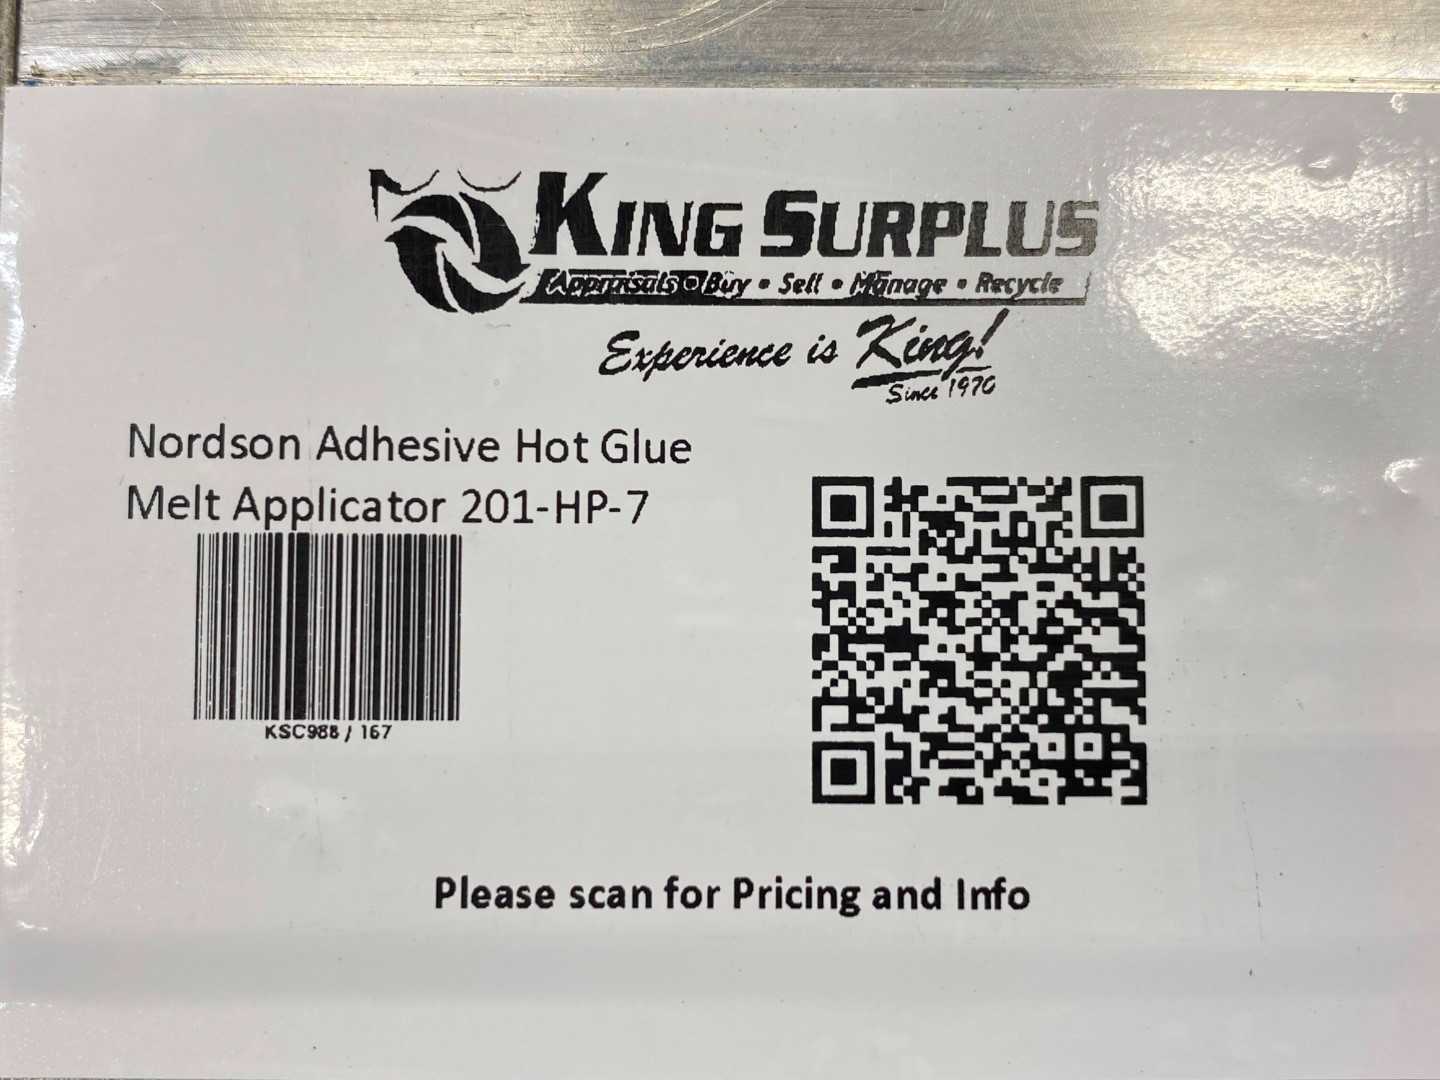 KING SURPLUS
Appraisals • Buy • Sell • Manage • Recycle
Experience is King!
Since 1970
Nordson Adhesive Hot Glue
Melt Applicator 201-HP-7
KSC988 / 167
Please scan for Pricing and Info